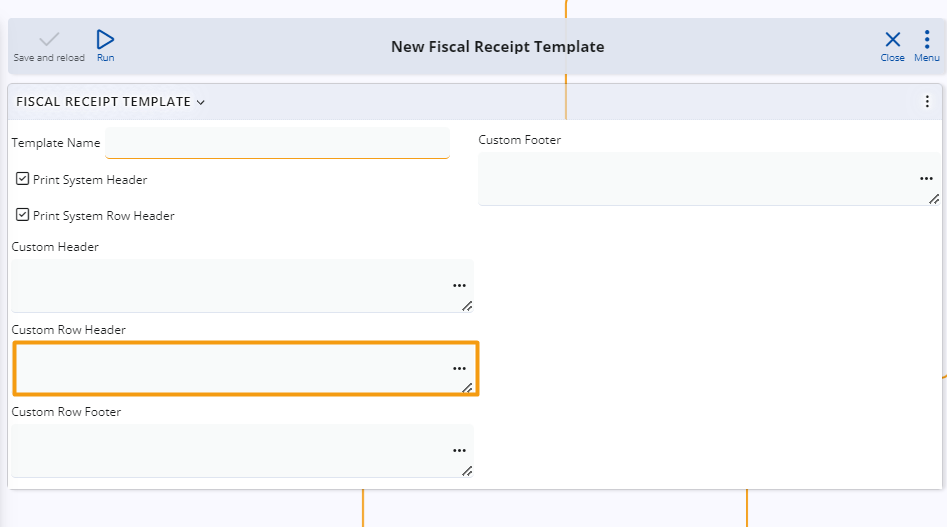 New Fiscal Receipt Template
Save and reload
Run
Close
Menu
FISCAL RECEIPT TEMPLATE
Template Name
Print System Header
Print System Row Header
Custom Header
Custom Row Header
Custom Row Footer
Custom Footer